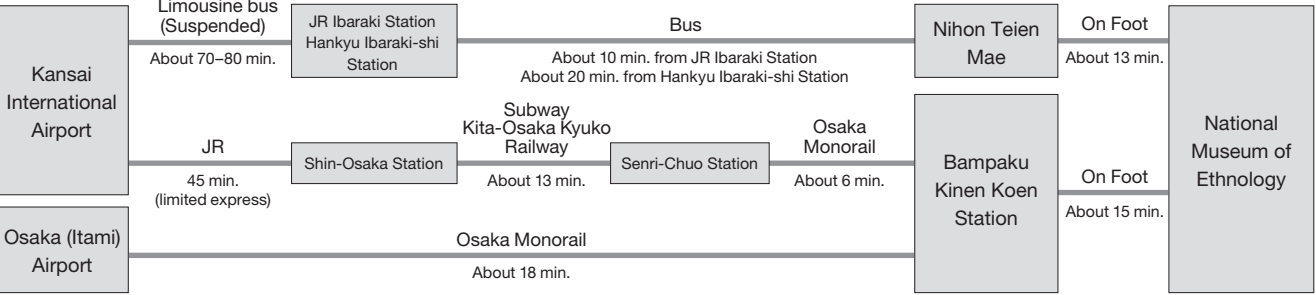 Kansai
International
Airport
Limousine bus
(Suspended)
About 70–80 min.
JR Ibaraki Station
Hankyu Ibaraki-shi
Station
Bus
About 10 min. from JR Ibaraki Station
About 20 min. from Hankyu Ibaraki-shi Station
Nihon Teien
Mae
On Foot
About 13 min.
JR
45 min.
(limited express)
Shin-Osaka Station
Subway
Kita-Osaka Kyuko
Railway
About 13 min.
Senri-Chuo Station
Osaka
Monorail
About 6 min.
Bampaku
Kinen Koen
Station
On Foot
About 15 min.
National
Museum of
Ethnology
Osaka (Itami)
Airport
Osaka Monorail
About 18 min.